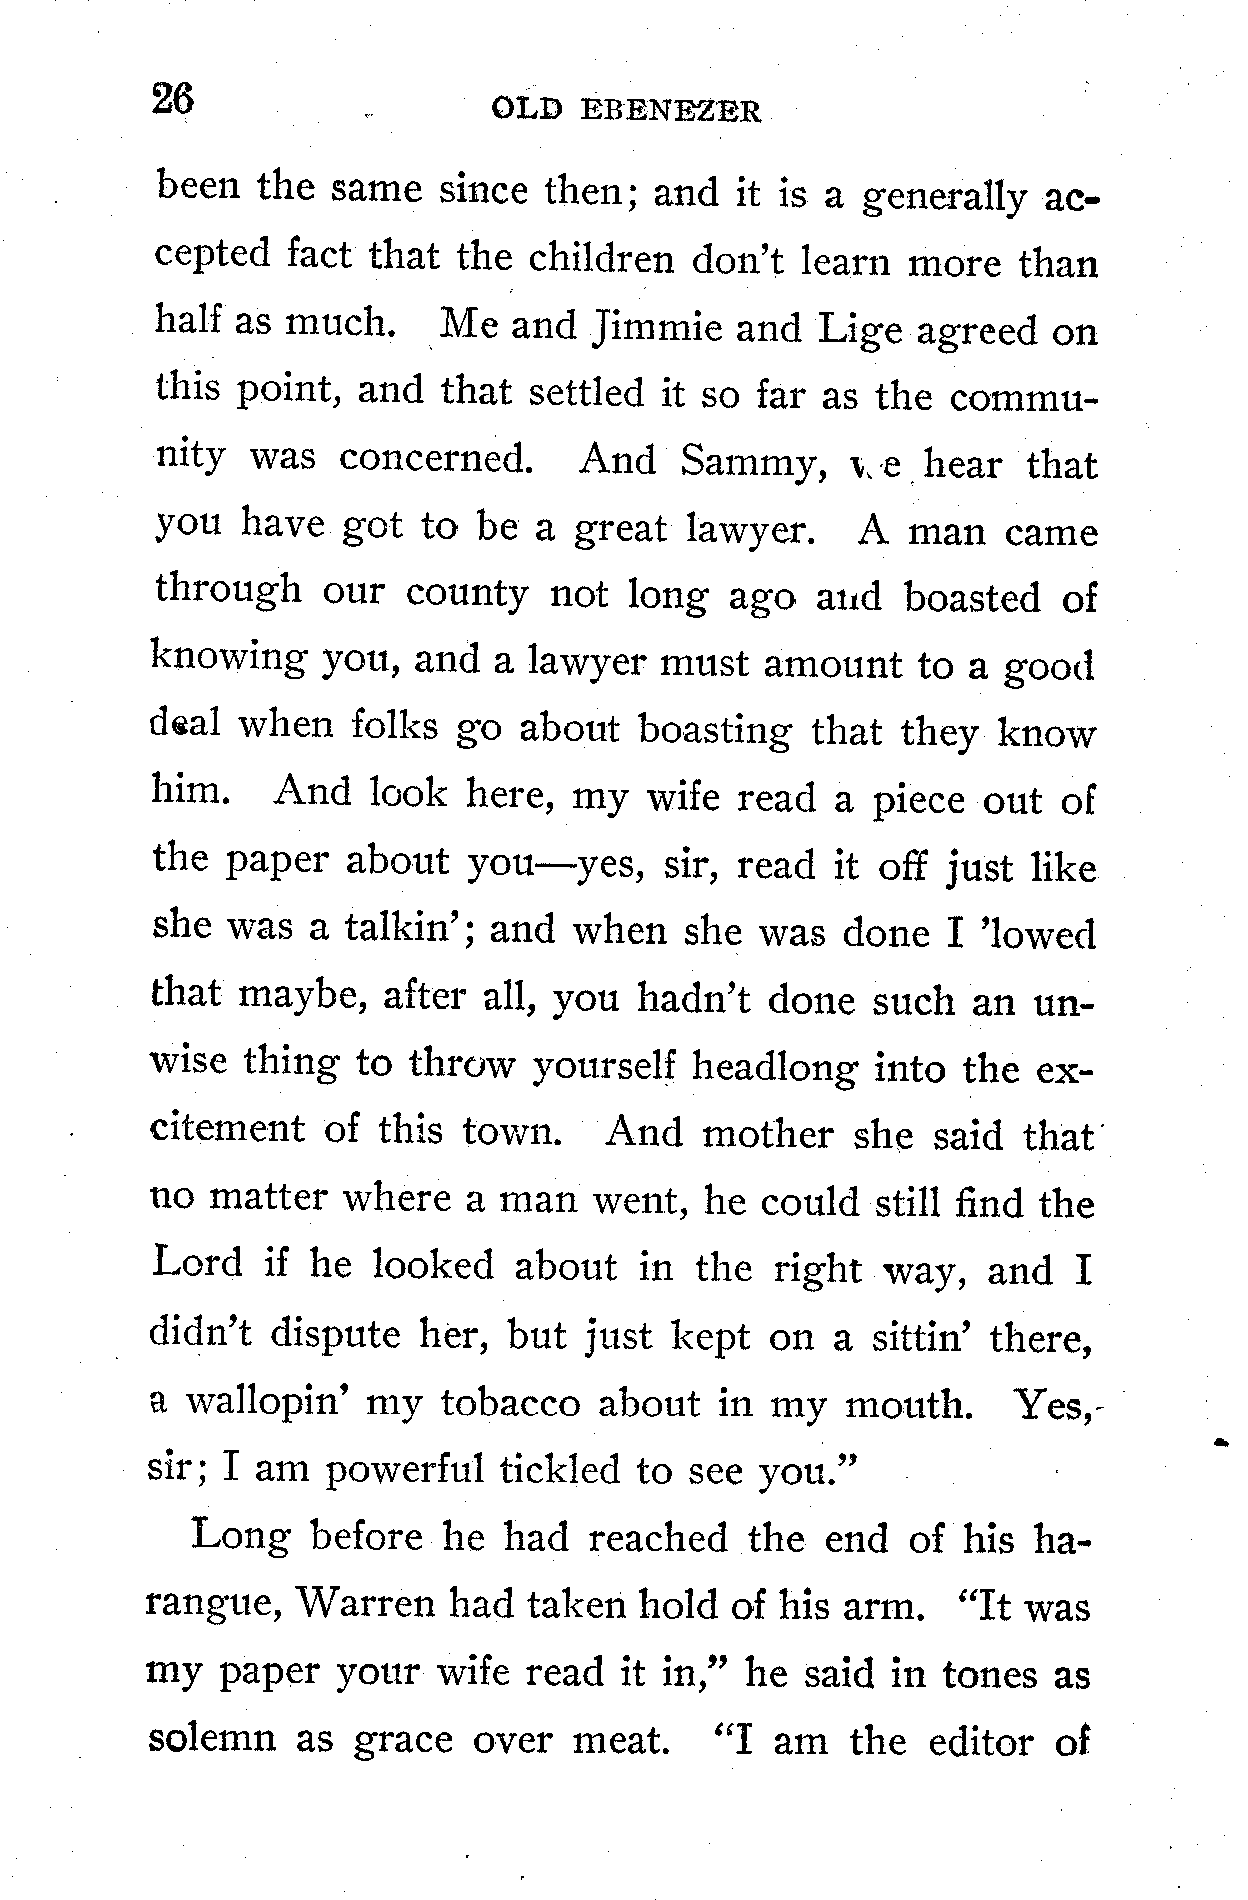 26 OLD EBENEZER
been the same since then; and it is a generally ac-
cepted fact that the children don't learn more than
half as much. Me and Jimmie and Lige agreed on
this point, and that settled it so far as the commu-
nity was concerned. And Sammy, we hear that
you have got to be a great lawyer. A man came
through our county not long ago and boasted of
knowing you, and a lawyer must amount to a good
deal when folks go about boasting that they know
him. And look here, my wife read a piece out of
the paper about you—yes, sir, read it off just like
she was a talkin'; and when she was done I 'lowed
that maybe, after all, you hadn't done such an un-
wise thing to throw yourself headlong into the ex-
citement of this town. And mother she said that
no matter where a man went, he could still find the
Lord if he looked about in the right way, and I
didn't dispute her, but just kept on a sittin' there,
a wallopin' my tobacco about in my mouth. Yes,
sir; I am powerful tickled to see you."
Long before he had reached the end of his ha-
rangue, Warren had taken hold of his arm. "It was
my paper your wife read it in," he said in tones as
solemn as grace over meat. "I am the editor of